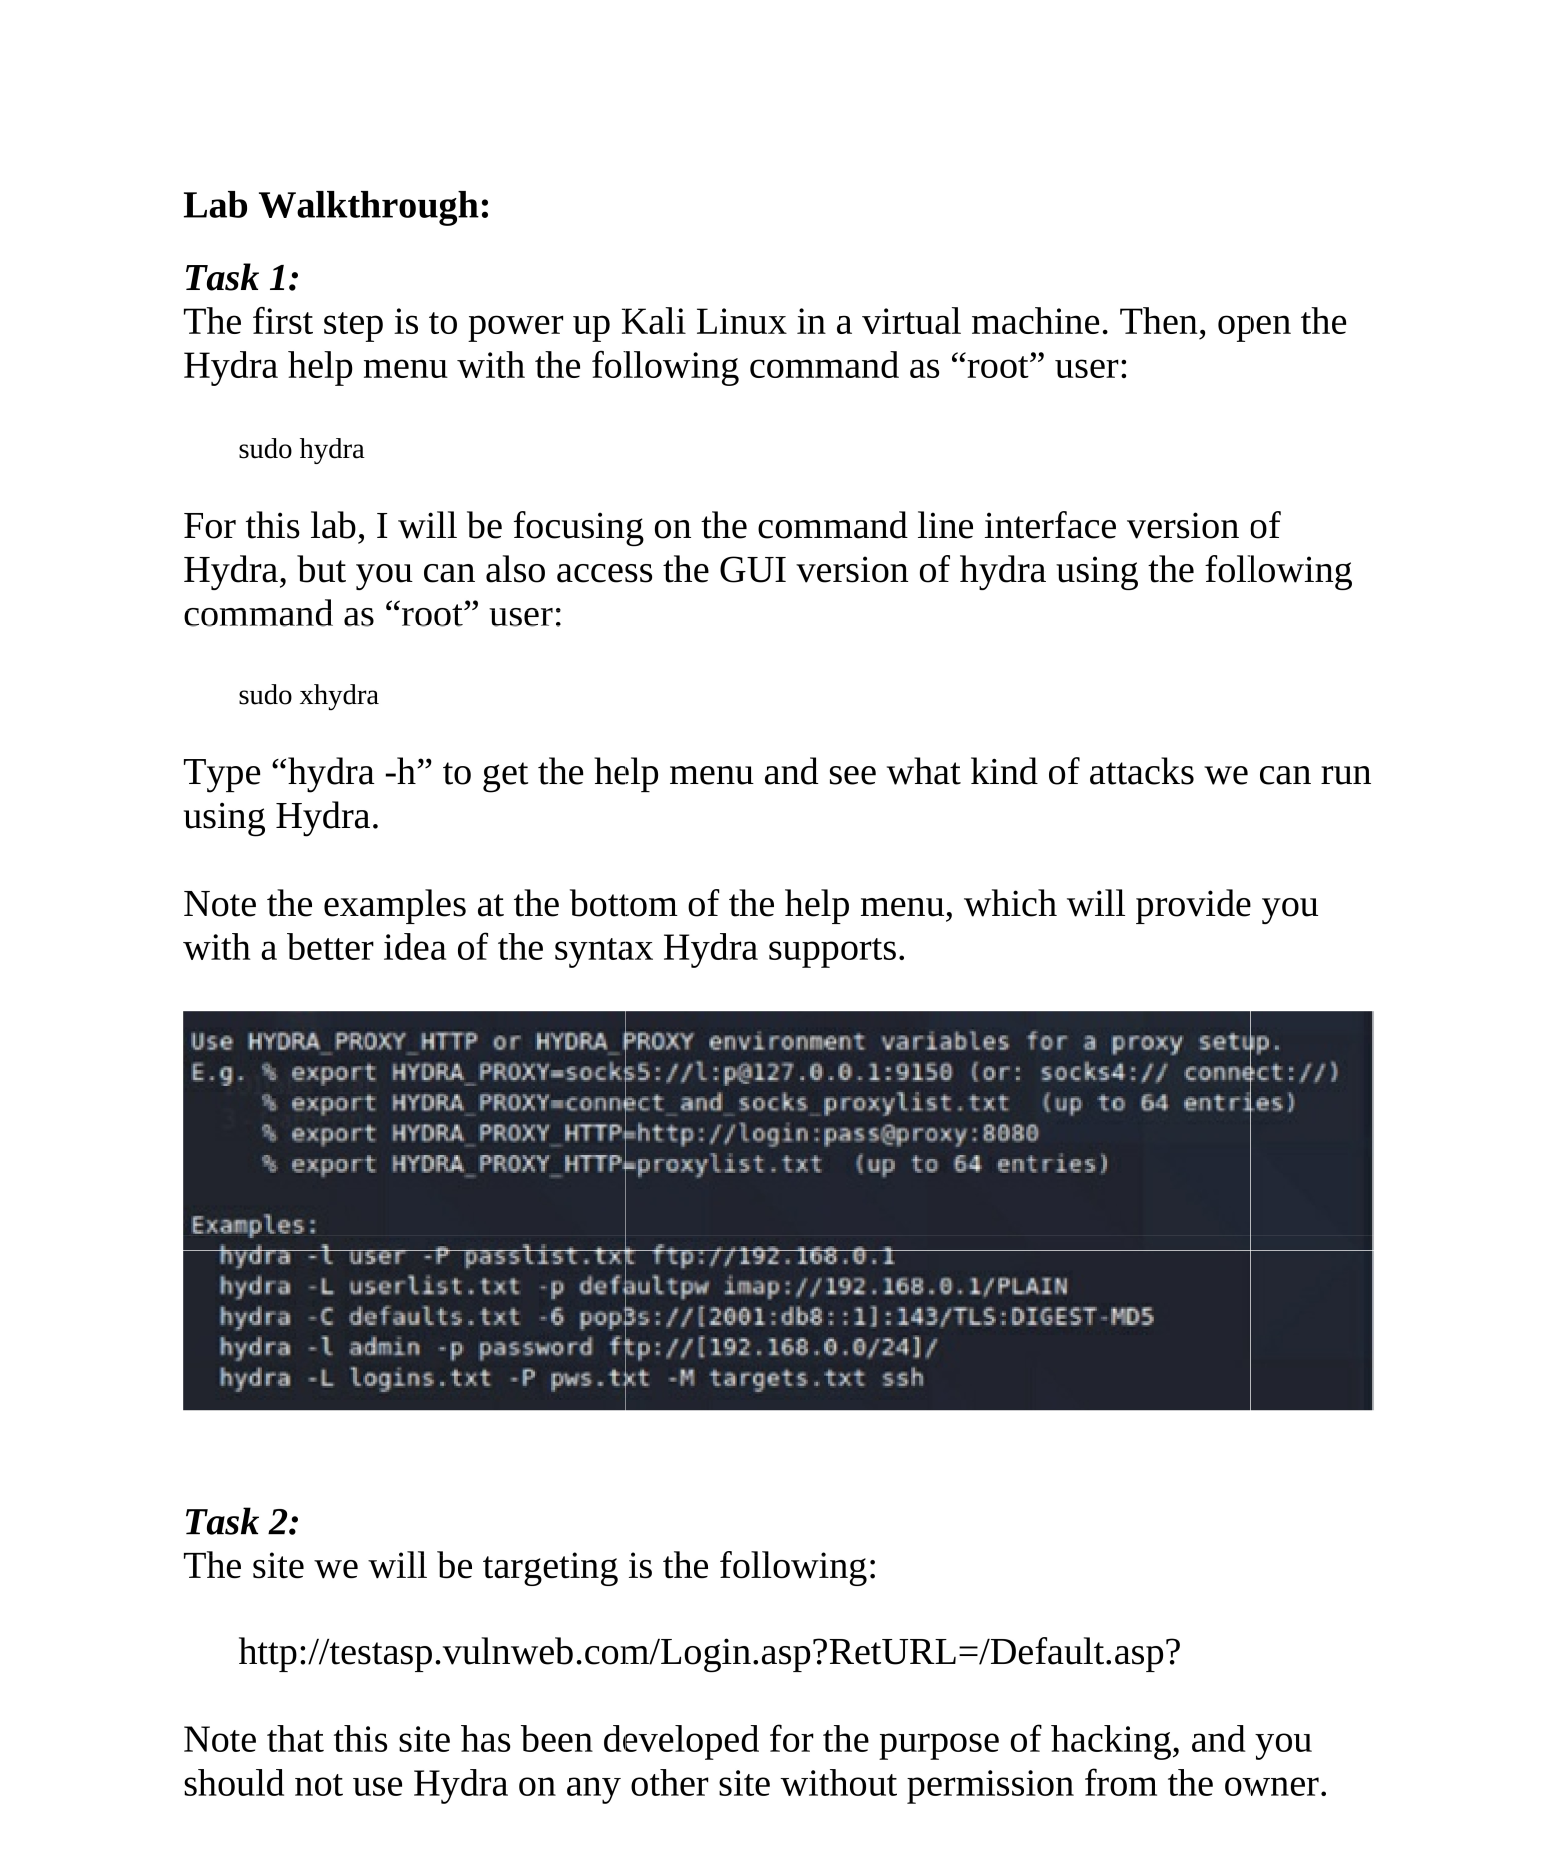 Lab Walkthrough:
Task 1:
The first step is to power up Kali Linux in a virtual machine. Then, open the
Hydra help menu with the following command as “root” user:
sudo hydra
For this lab, I will be focusing on the command line interface version of
Hydra, but you can also access the GUI version of hydra using the following
command as “root” user:
sudo xhydra
Type “hydra -h” to get the help menu and see what kind of attacks we can run
using Hydra.
Note the examples at the bottom of the help menu, which will provide you
with a better idea of the syntax Hydra supports.
Use HYDRA_PROXY_HTTP or HYDRA_PROXY environment variables for a proxy setup.
E.g. % export HYDRA_PROXY=socks5://l:p@127.0.0.1:9150 (or: socks4:// connect://)
% export HYDRA_PROXY=connect_and_socks_proxylist.txt  (up to 64 entries)
% export HYDRA_PROXY_HTTP=http://login:pass@proxy:8080
% export HYDRA_PROXY_HTTP=proxylist.txt  (up to 64 entries)
Examples:
hydra -l user -P passlist.txt ftp://192.168.0.1
hydra -L userlist.txt -p defaultpw imap://192.168.0.1/PLAIN
hydra -C defaults.txt -6 pop3s://[2001:db8::1]:143/TLS:DIGEST-MD5
hydra -l admin -p password ftp://[192.168.0.0/24]/
hydra -L logins.txt -P pws.txt -M targets.txt ssh
Task 2:
The site we will be targeting is the following:
http://testasp.vulnweb.com/Login.asp?RetURL=/Default.asp?
Note that this site has been developed for the purpose of hacking, and you
should not use Hydra on any other site without permission from the owner.